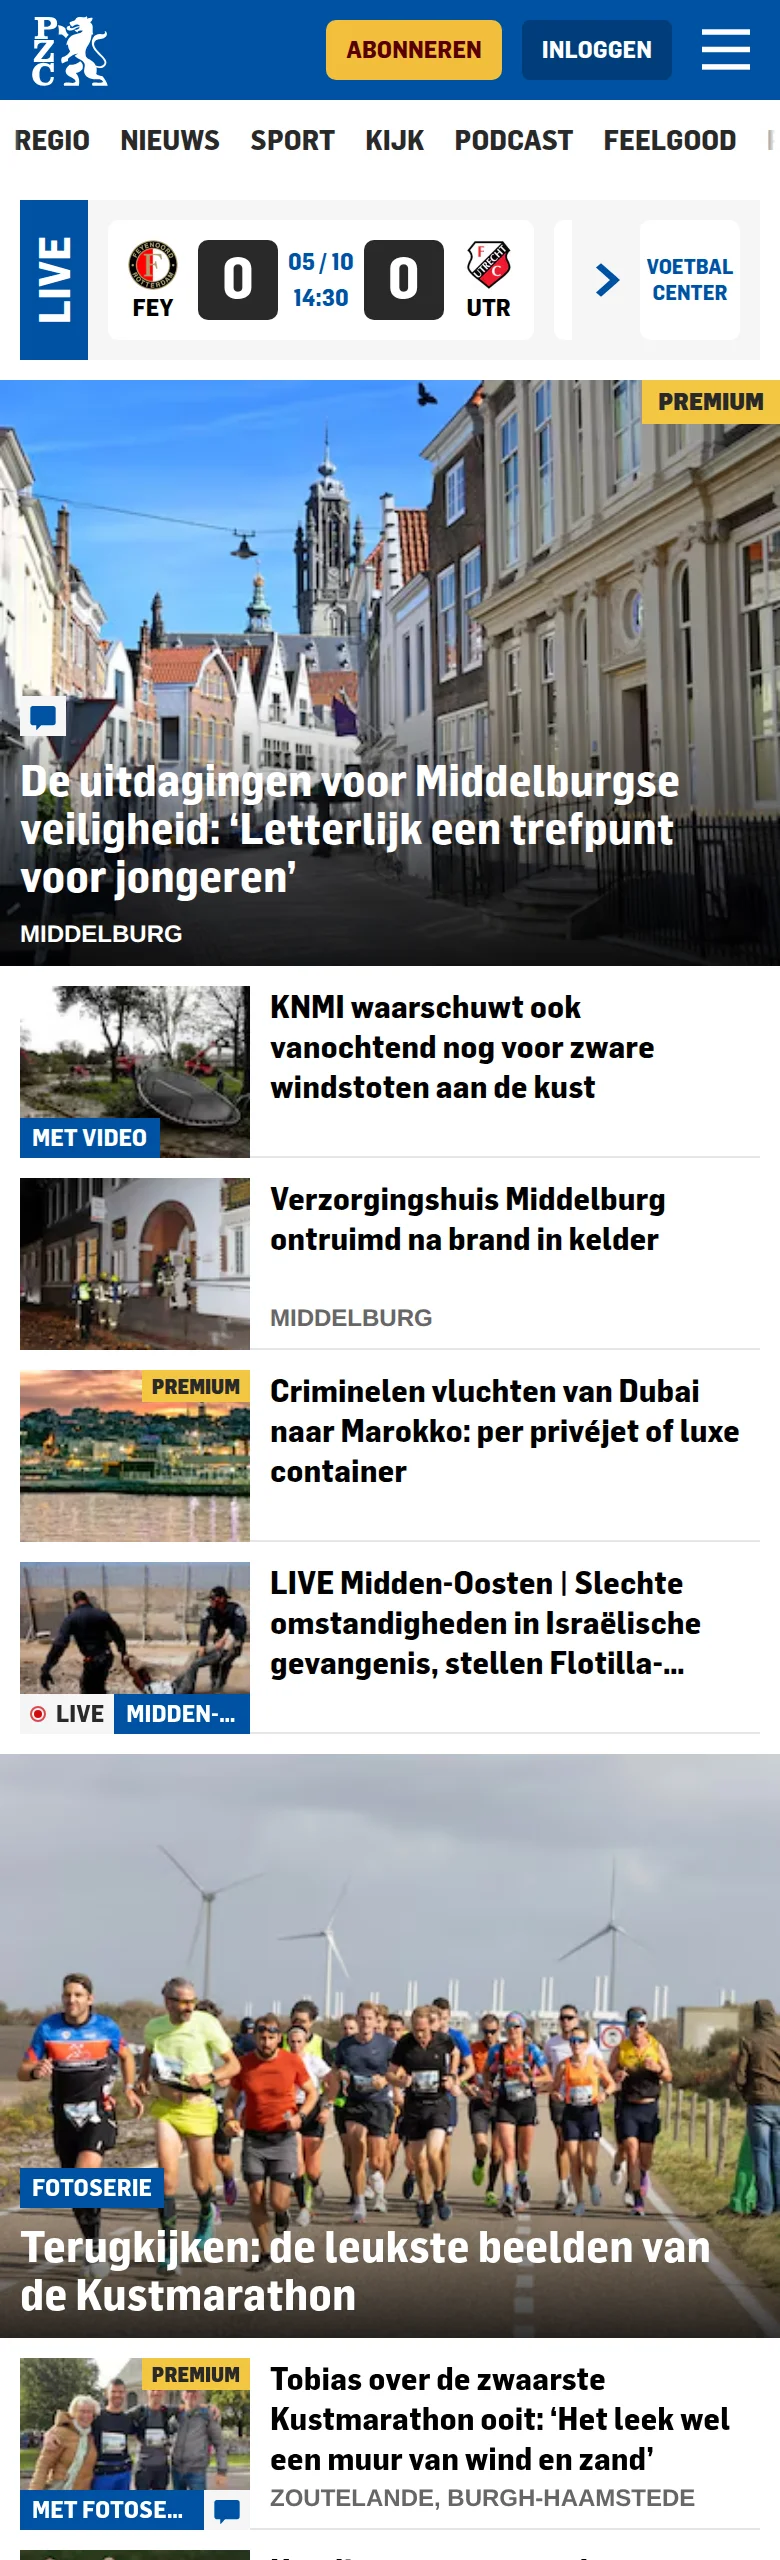 PZC
ABONNEREN
INLOGGEN
REGIO NIEUWS SPORT KIJK PODCAST FEELGOOD
LIVE
FEYENOORD
ROTTERDAM
FEY
0
05 / 10
14:30
0
FC UTRECHT
UTR
VOETBAL
CENTER
PREMIUM
De uitdagingen voor Middelburgse
veiligheid: ‘Letterlijk een trefpunt
voor jongeren’
MIDDELBURG
KNMI waarschuwt ook
vanochtend nog voor zware
windstoten aan de kust
MET VIDEO
Verzorgingshuis Middelburg
ontruimd na brand in kelder
MIDDELBURG
PREMIUM
Criminelen vluchten van Dubai
naar Marokko: per privéjet of luxe
container
LIVE Midden-Oosten | Slechte
omstandigheden in Israëlische
gevangenis, stellen Flotilla-...
LIVE
MIDDEN-...
FOTOSERIE
Terugkijken: de leukste beelden van
de Kustmarathon
PREMIUM
Tobias over de zwaarste
Kustmarathon ooit: ‘Het leek wel
een muur van wind en zand’
MET FOTOSE...
ZOUTELANDE, BURGH-HAAMSTEDE